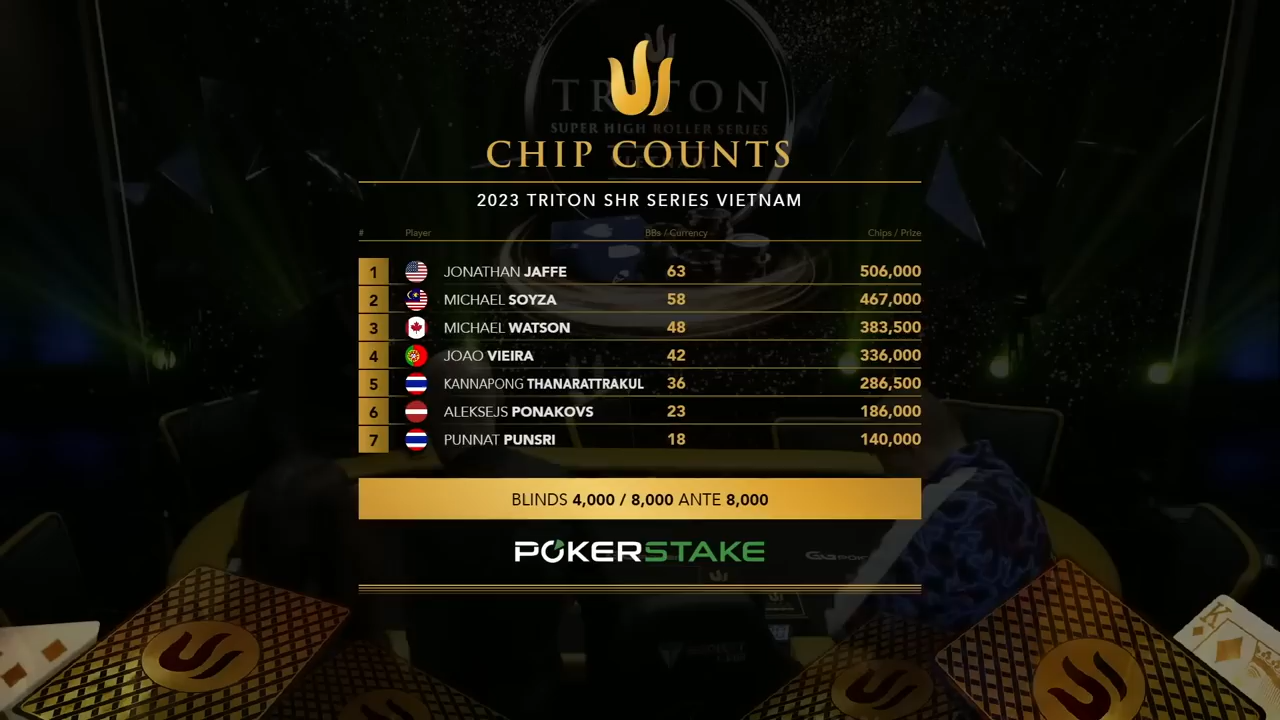 TRITON
SUPER HIGH ROLLER SERIES
CHIP COUNTS
2023 TRITON SHR SERIES VIETNAM
# Player BBs / Currency Chips / Prize
1 JONATHAN JAFFE 63 506,000
2 MICHAEL SOYZA 58 467,000
3 MICHAEL WATSON 48 383,500
4 JOAO VIEIRA 42 336,000
5 KANNAPONG THANARATTRAKUL 36 286,500
6 ALEKSEJS PONAKOVS 23 186,000
7 PUNNAT PUNSRI 18 140,000
BLINDS 4,000 / 8,000 ANTE 8,000
POKERSTAKE
K